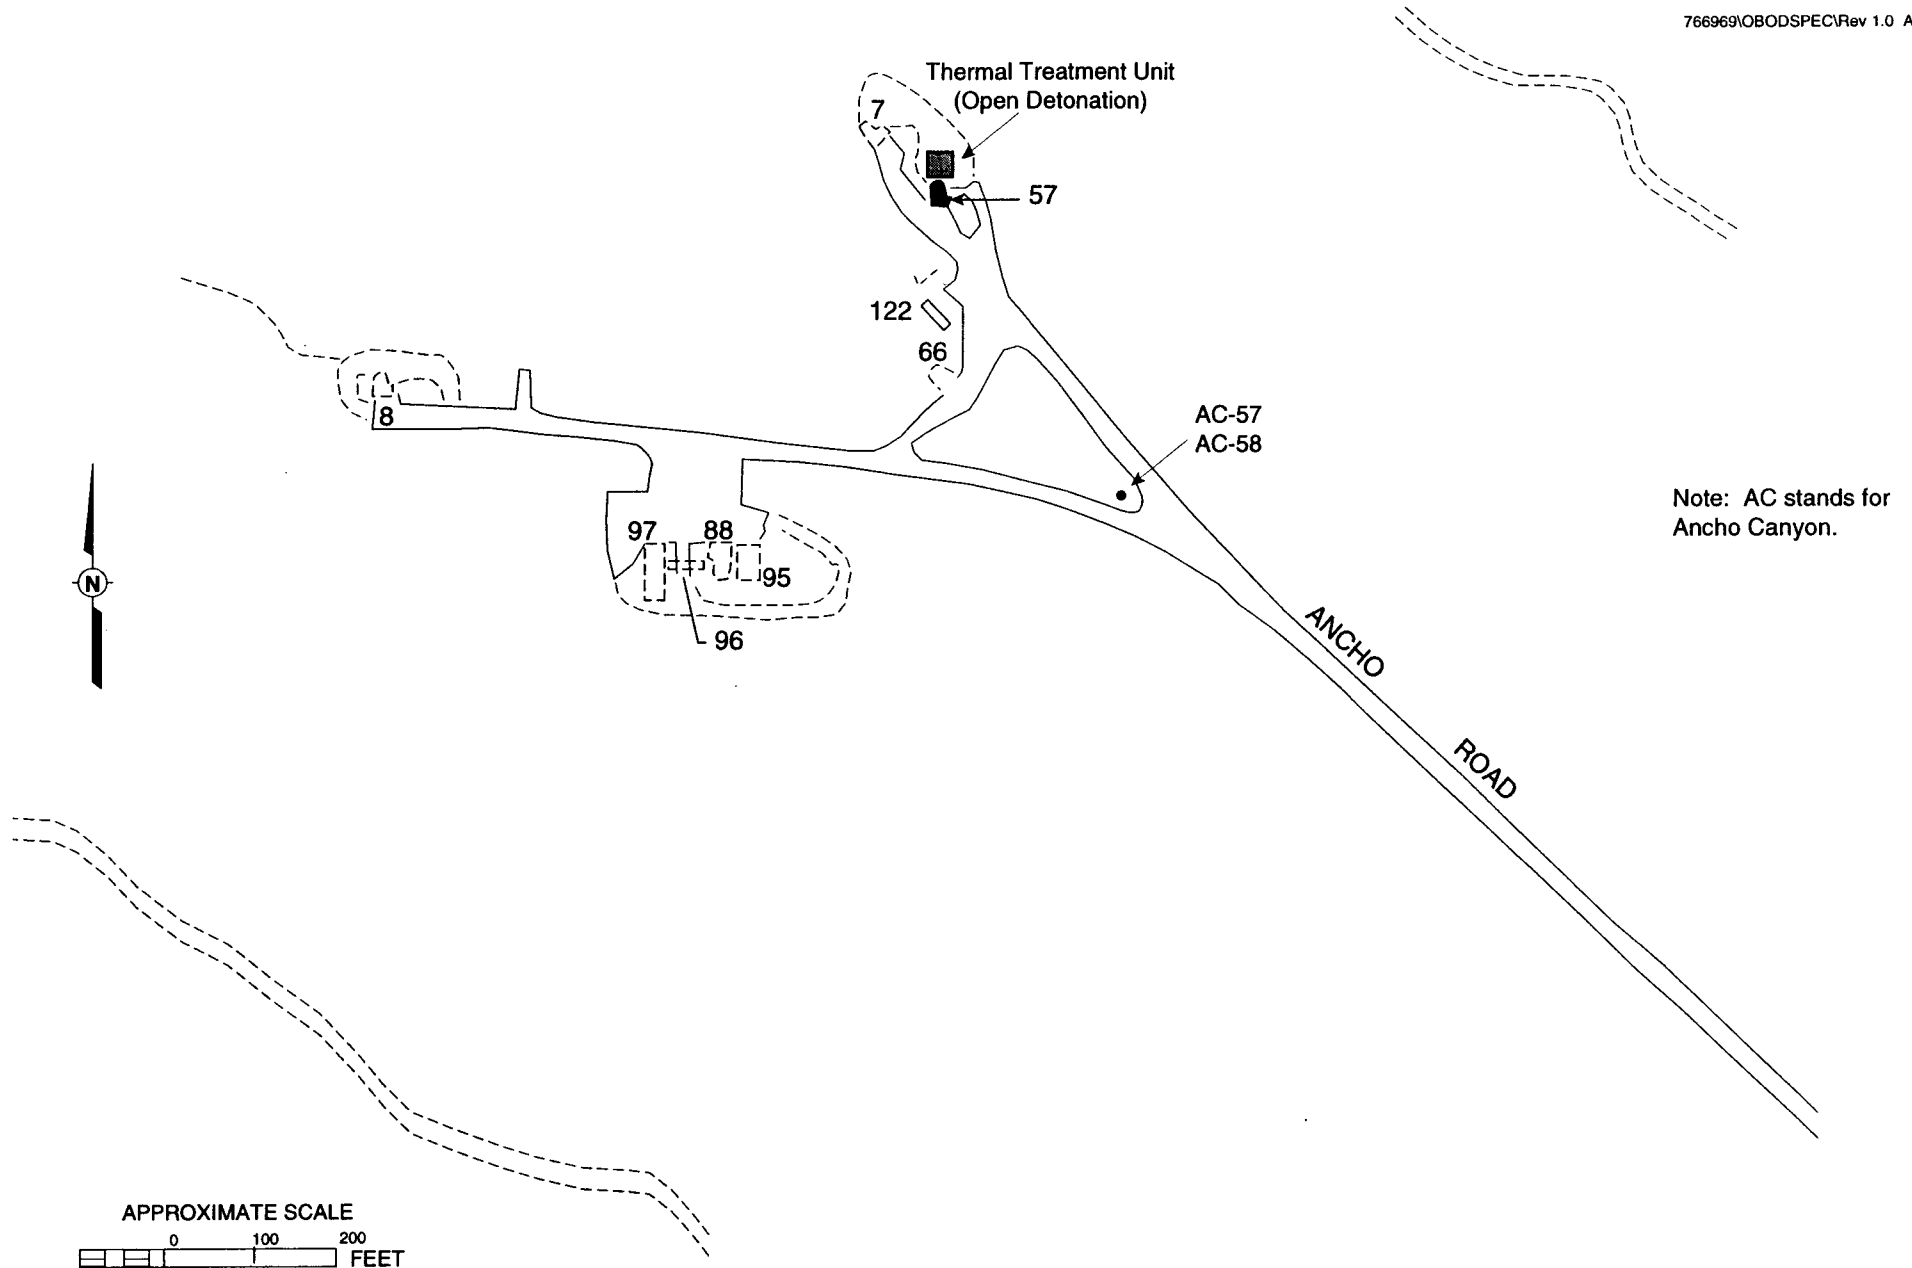 766969\OBODSPEC\Rev 1.0 A
Thermal Treatment Unit
(Open Detonation)
7
57
122
66
8
AC-57
AC-58
Note: AC stands for
Ancho Canyon.
97
88
95
96
N
ANCHO
ROAD
APPROXIMATE SCALE
0 100 200
FEET